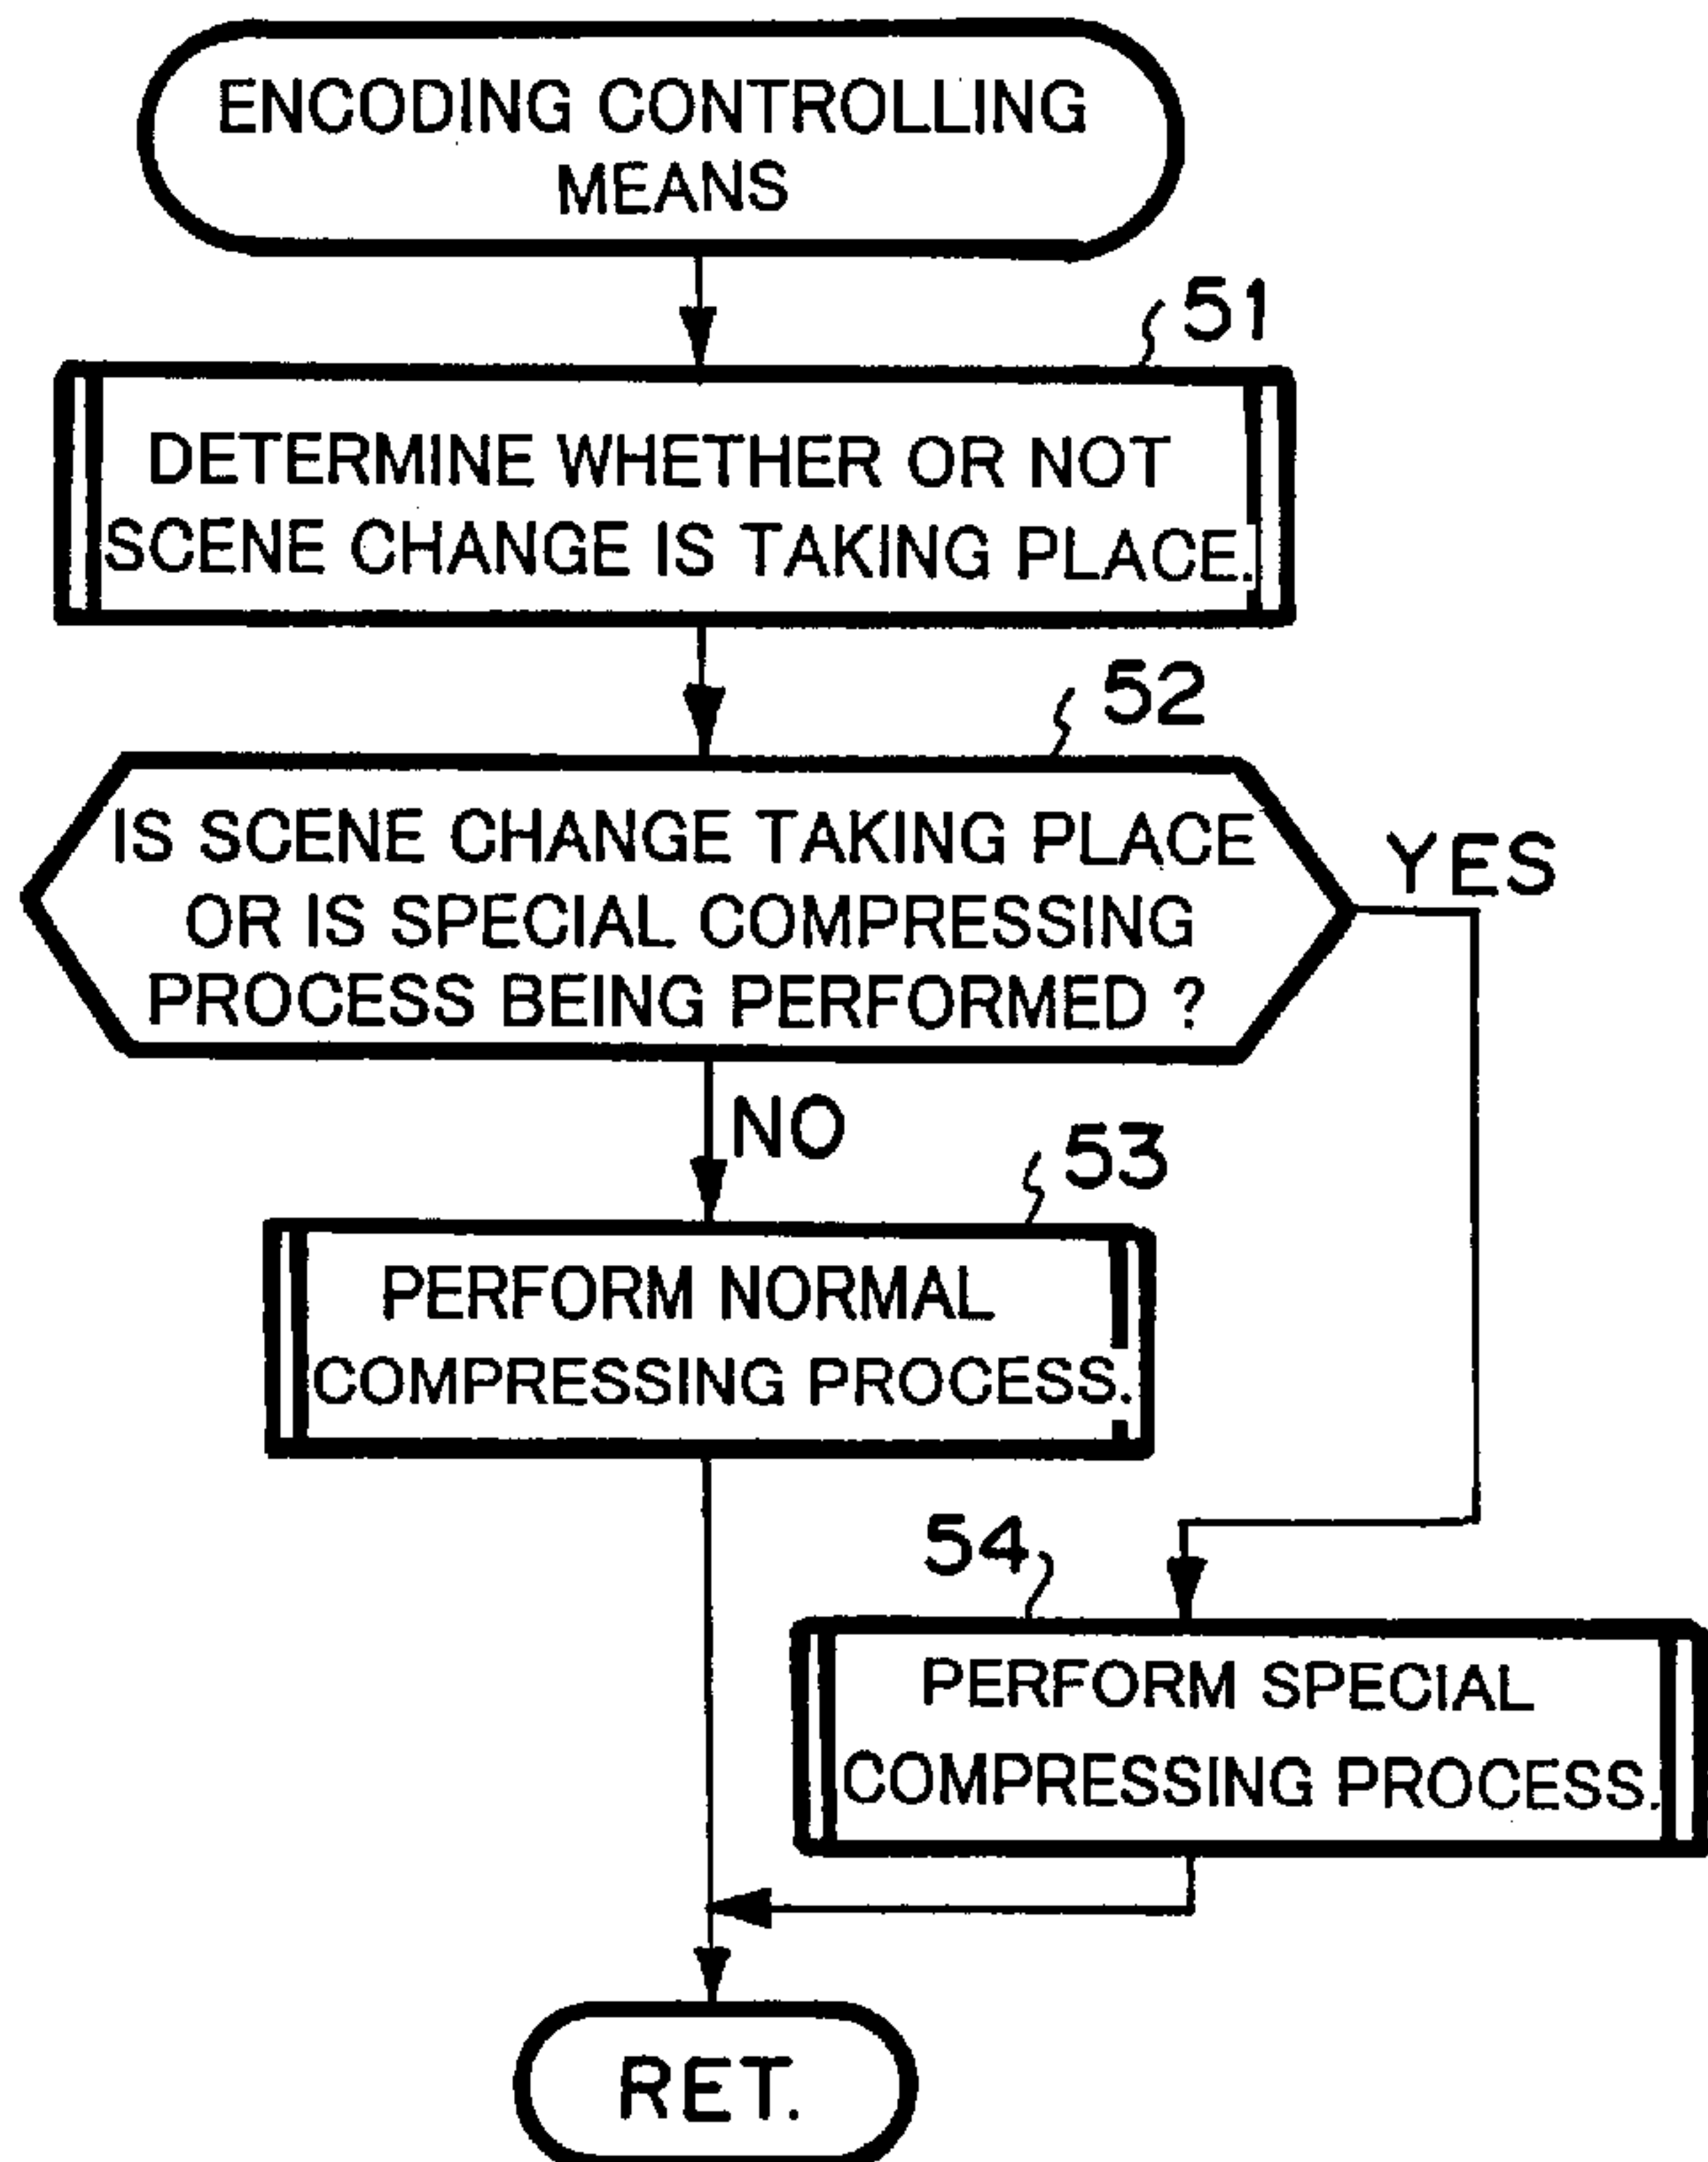 ENCODING CONTROLLING
MEANS
51
DETERMINE WHETHER OR NOT
SCENE CHANGE IS TAKING PLACE.
52
IS SCENE CHANGE TAKING PLACE
OR IS SPECIAL COMPRESSING
PROCESS BEING PERFORMED ?
YES
NO
53
PERFORM NORMAL
COMPRESSING PROCESS.
54
PERFORM SPECIAL
COMPRESSING PROCESS.
RET.